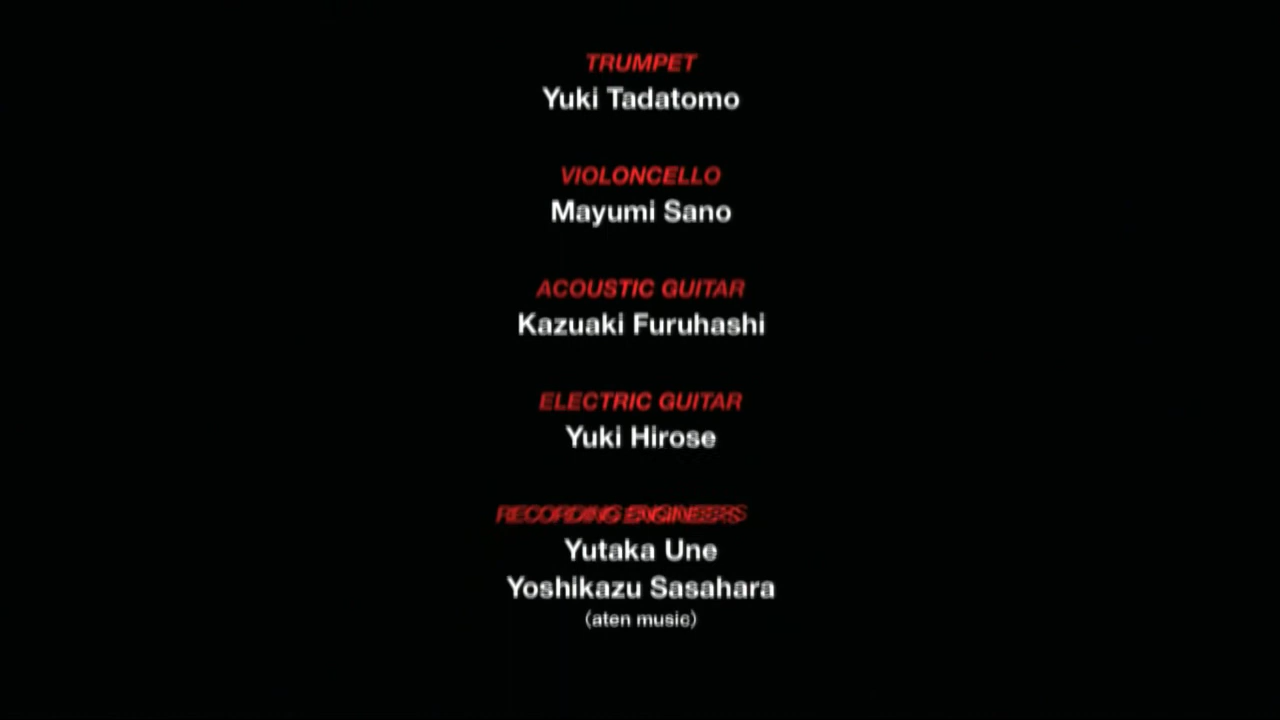 TRUMPET
Yuki Tadatomo
VIOLONCELLO
Mayumi Sano
ACOUSTIC GUITAR
Kazuaki Furuhashi
ELECTRIC GUITAR
Yuki Hirose
RECORDING ENGINEERS
Yutaka Une
Yoshikazu Sasahara
(aten music)